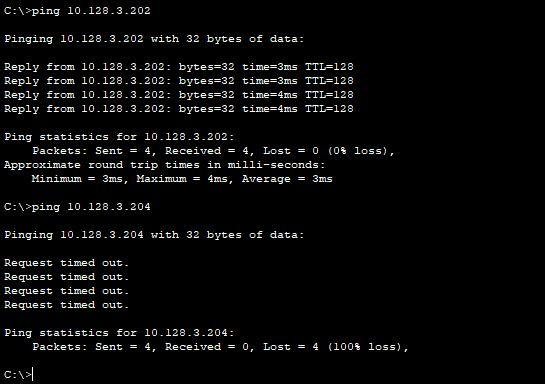 C:\>ping 10.128.3.202
Pinging 10.128.3.202 with 32 bytes of data:
Reply from 10.128.3.202: bytes=32 time=3ms TTL=128
Reply from 10.128.3.202: bytes=32 time=3ms TTL=128
Reply from 10.128.3.202: bytes=32 time=4ms TTL=128
Reply from 10.128.3.202: bytes=32 time=4ms TTL=128
Ping statistics for 10.128.3.202:
    Packets: Sent = 4, Received = 4, Lost = 0 (0% loss),
Approximate round trip times in milli-seconds:
    Minimum = 3ms, Maximum = 4ms, Average = 3ms
C:\>ping 10.128.3.204
Pinging 10.128.3.204 with 32 bytes of data:
Request timed out.
Request timed out.
Request timed out.
Request timed out.
Ping statistics for 10.128.3.204:
    Packets: Sent = 4, Received = 0, Lost = 4 (100% loss),
C:\>